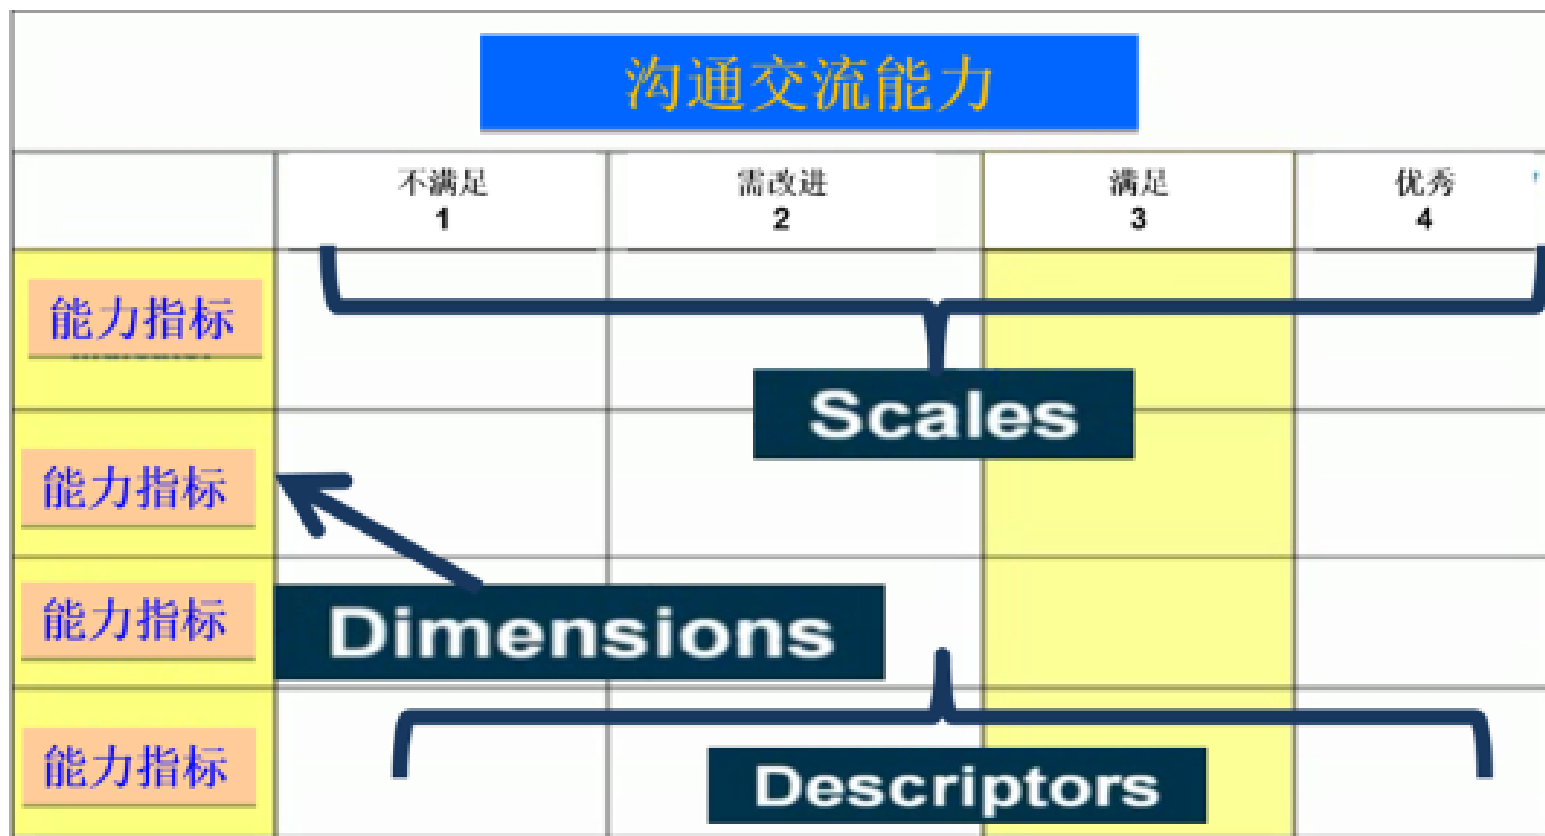 沟通交流能力
不满足
1
需改进
2
满足
3
优秀
4
能力指标
Scales
能力指标
能力指标
Dimensions
能力指标
Descriptors